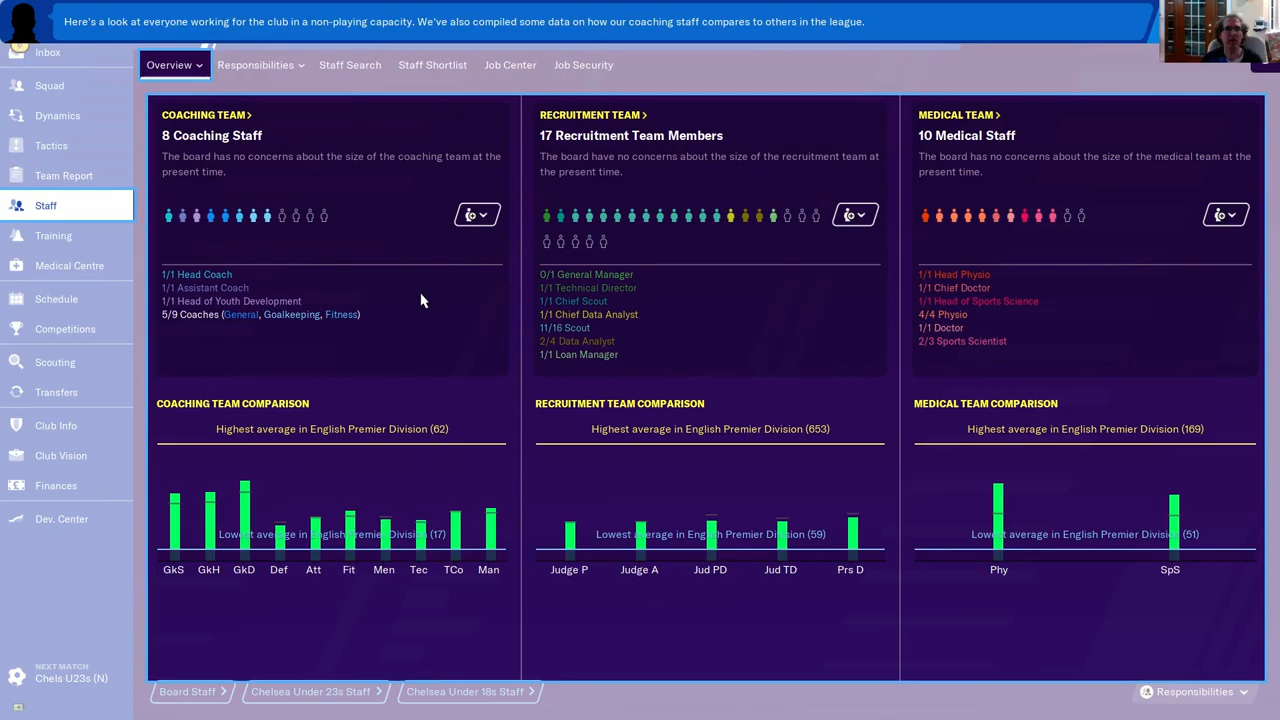 Here's a look at everyone working for the club in a non-playing capacity. We've also compiled some data on how our coaching staff compares to others in the league.
Inbox
Squad
Dynamics
Tactics
Team Report
Staff
Training
Medical Centre
Schedule
Competitions
Scouting
Transfers
Club Info
Club Vision
Finances
Dev. Center
NEXT MATCH
Chels U23s (N)
Overview
Responsibilities
Staff Search
Staff Shortlist
Job Center
Job Security
COACHING TEAM >
8 Coaching Staff
The board has no concerns about the size of the coaching team at the
present time.
1/1 Head Coach
1/1 Assistant Coach
1/1 Head of Youth Development
5/9 Coaches (General, Goalkeeping, Fitness)
RECRUITMENT TEAM >
17 Recruitment Team Members
The board have no concerns about the size of the recruitment team at
the present time.
0/1 General Manager
1/1 Technical Director
1/1 Chief Scout
1/1 Chief Data Analyst
11/16 Scout
2/4 Data Analyst
1/1 Loan Manager
MEDICAL TEAM >
10 Medical Staff
The board has no concerns about the size of the medical team at the
present time.
1/1 Head Physio
1/1 Chief Doctor
1/1 Head of Sports Science
4/4 Physio
1/1 Doctor
2/3 Sports Scientist
COACHING TEAM COMPARISON
Highest average in English Premier Division (62)
Lowest average in English Premier Division (17)
GkS GkH GkD Def Att Fit Men Tec TCo Man
RECRUITMENT TEAM COMPARISON
Highest average in English Premier Division (653)
Lowest average in English Premier Division (59)
Judge P Judge A Jud PD Jud TD Prs D
MEDICAL TEAM COMPARISON
Highest average in English Premier Division (169)
Lowest average in English Premier Division (51)
Phy SpS
Board Staff >
Chelsea Under 23s Staff >
Chelsea Under 18s Staff >
Responsibilities